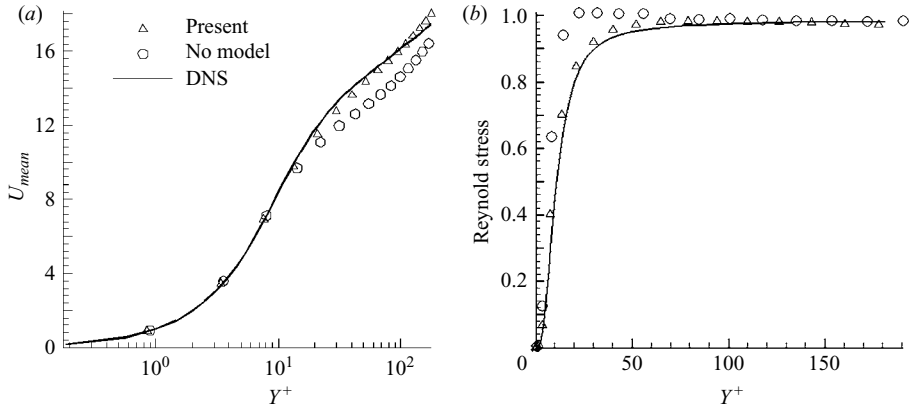 (a)
16
12
8
4
0
U_mean
Present
No model
DNS
10^0
10^1
10^2
Y^+
(b)
1.0
0.8
0.6
0.4
0.2
0
Reynold stress
50
100
150
Y^+